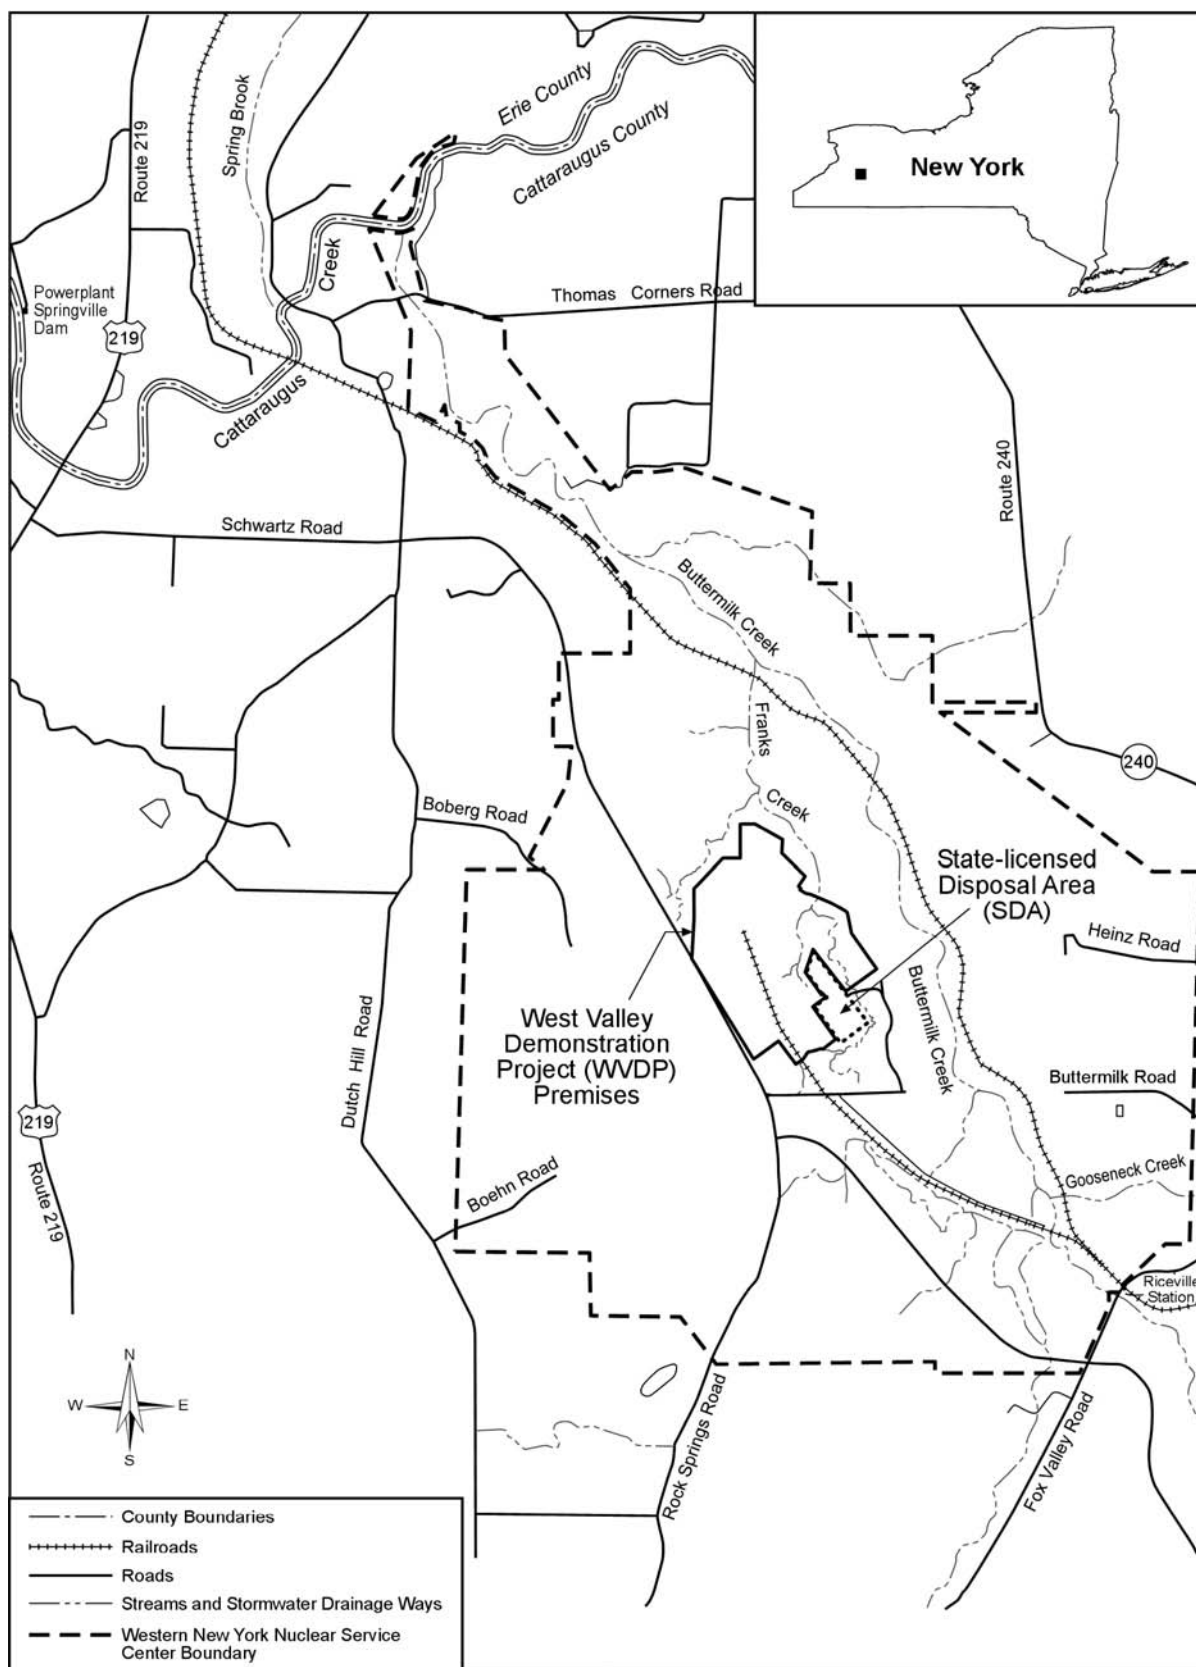 Erie County
Cattaraugus County
New York
Spring Brook
Route 219
Creek
Powerplant
Springville
Dam
219
Thomas Corners Road
Cattaraugus
Route 240
Schwartz Road
Buttermilk Creek
Franks
Creek
240
Boberg Road
State-licensed
Disposal Area
(SDA)
Heinz Road
Buttermilk Creek
West Valley
Demonstration
Project (WVDP)
Premises
Dutch Hill Road
Buttermilk Road
219
Route 219
Boehn Road
Gooseneck Creek
Riceville
Station
N
W E
S
Rock Springs Road
Fox Valley Road
County Boundaries
Railroads
Roads
Streams and Stormwater Drainage Ways
Western New York Nuclear Service
Center Boundary